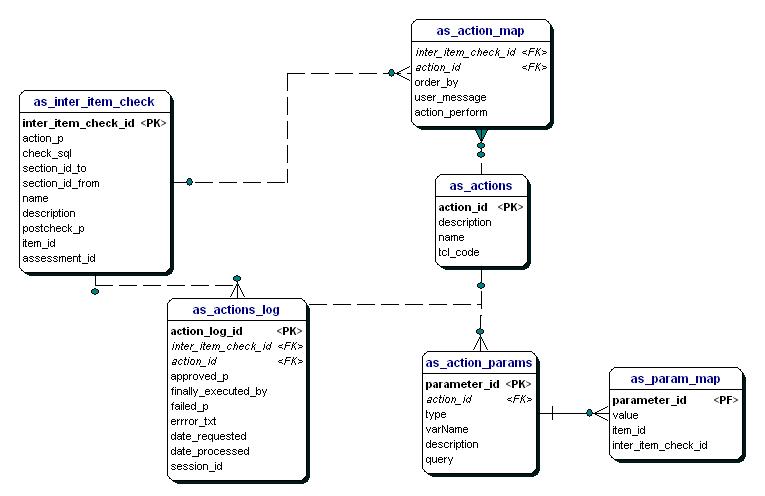 as_action_map
inter_item_check_id <FK>
action_id <FK>
order_by
user_message
action_perform
as_inter_item_check
inter_item_check_id <PK>
action_p
check_sql
section_id_to
section_id_from
name
description
postcheck_p
item_id
assessment_id
as_actions
action_id <PK>
description
name
tcl_code
as_actions_log
action_log_id <PK>
inter_item_check_id <FK>
action_id <FK>
approved_p
finally_executed_by
failed_p
errror_txt
date_requested
date_processed
session_id
as_action_params
parameter_id <PK>
action_id <FK>
type
varName
description
query
as_param_map
parameter_id <PF>
value
item_id
inter_item_check_id